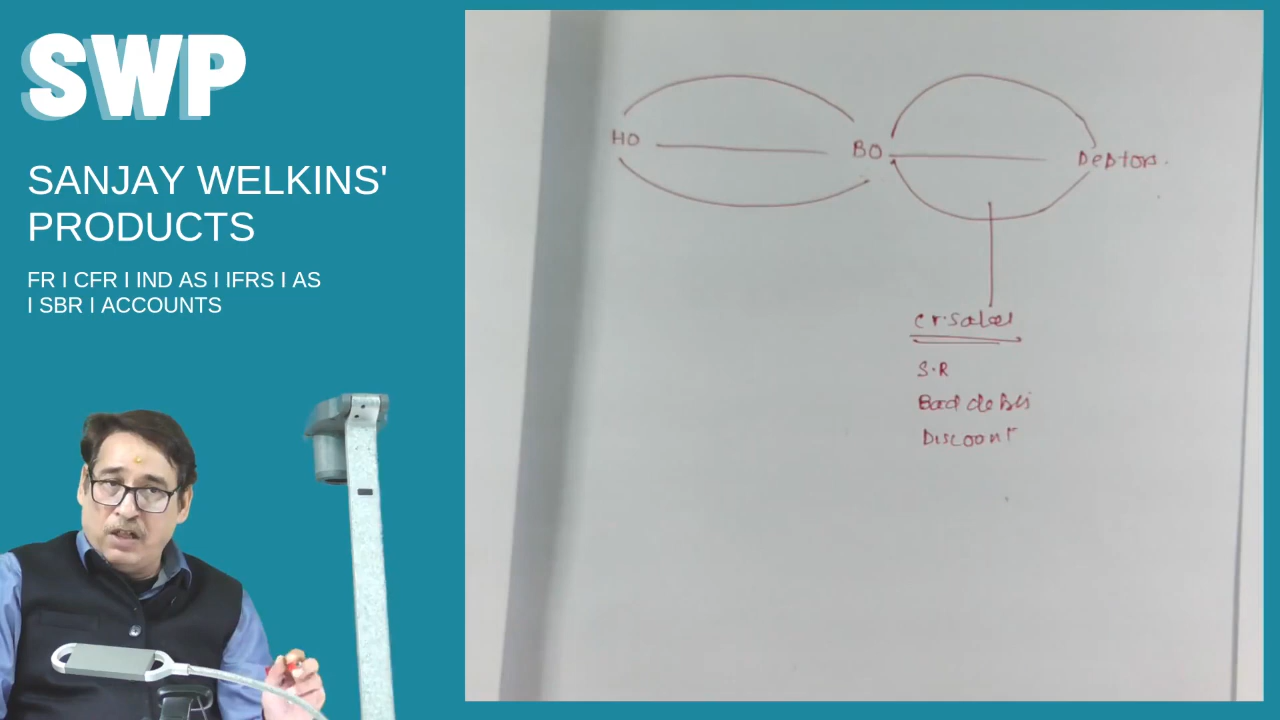 SWP
SANJAY WELKINS'
PRODUCTS
FR I CFR I IND AS I IFRS I AS
I SBR I ACCOUNTS
HO
BO
Debtors.
Cr. Sales
S.R
Bad debts
Discount